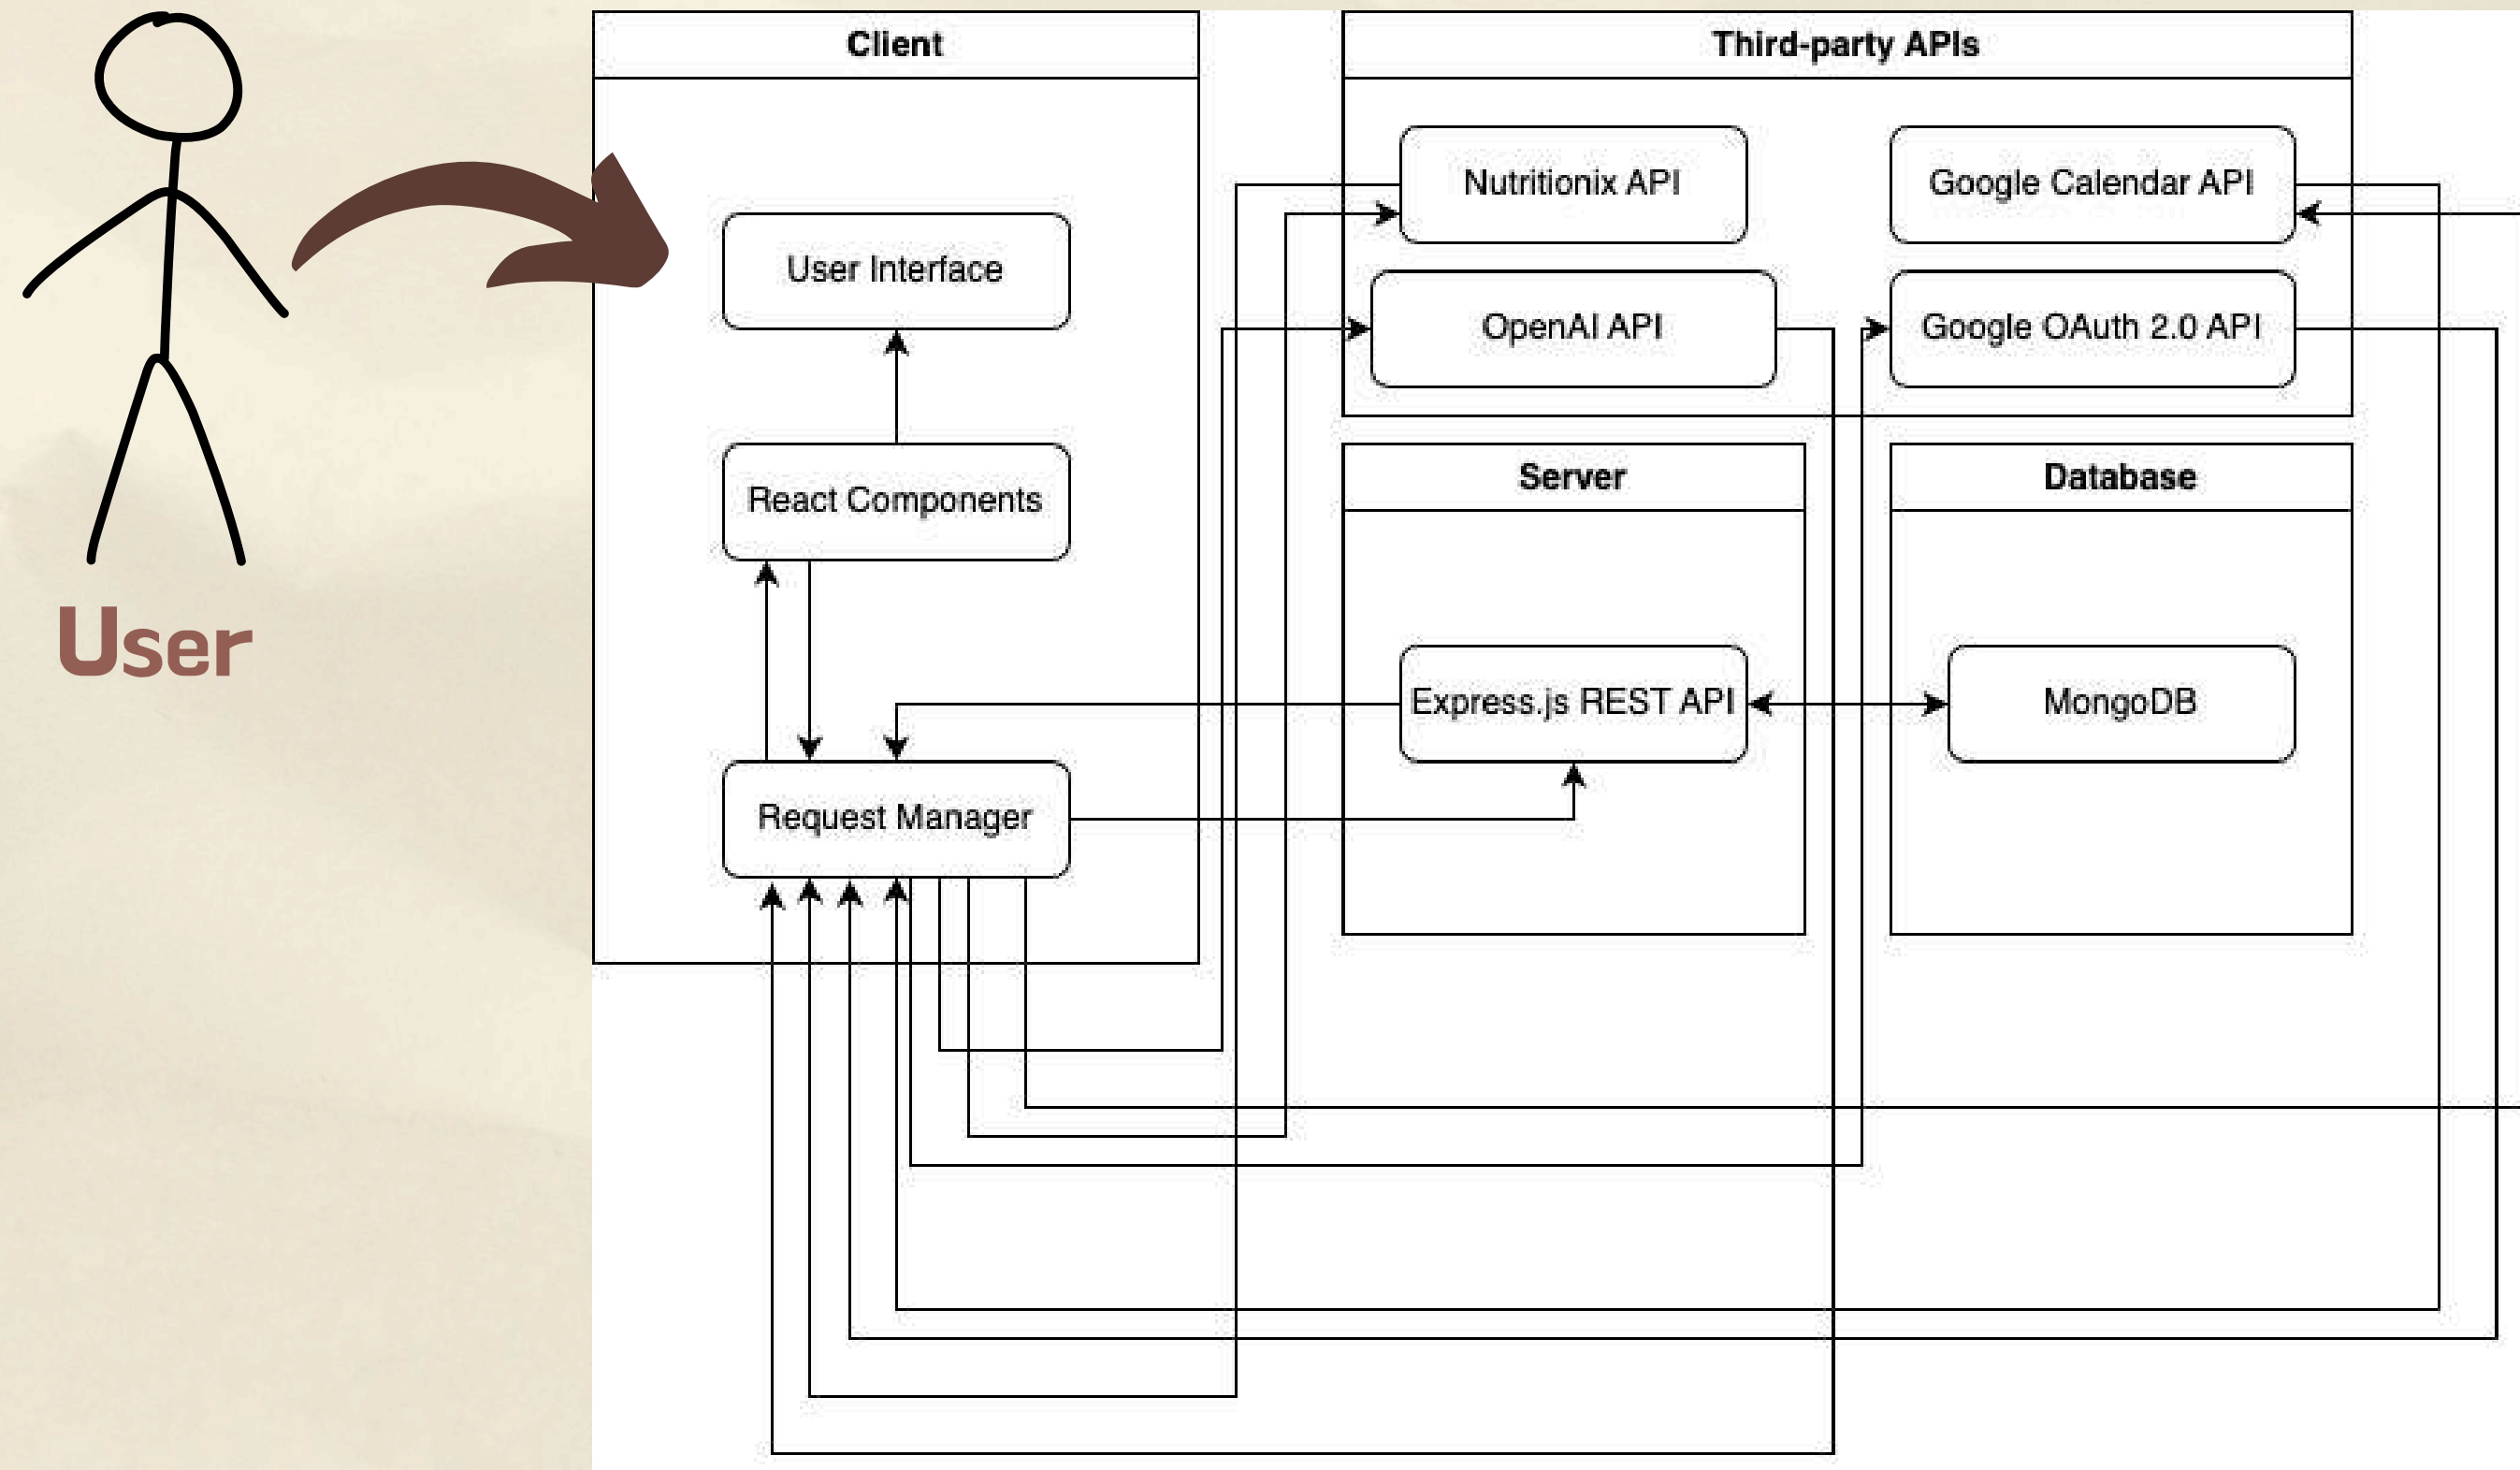 Client
Third-party APIs
Nutritionix API
Google Calendar API
User Interface
OpenAI API
Google OAuth 2.0 API
React Components
Server
Database
User
Express.js REST API
MongoDB
Request Manager